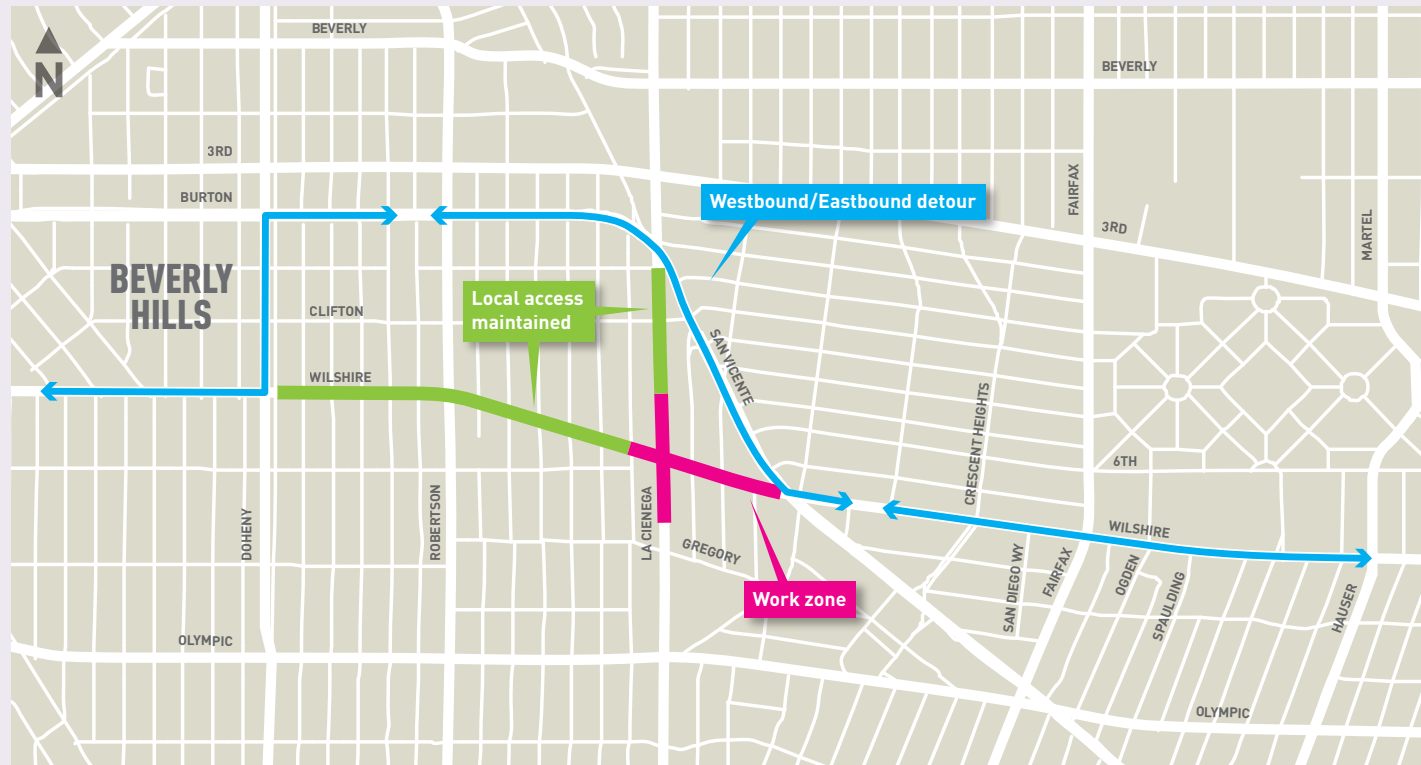 BEVERLY
N
BEVERLY
3RD
BURTON
Westbound/Eastbound detour
FAIRFAX
3RD
MARTEL
BEVERLY
HILLS
CLIFTON
Local access
maintained
SAN VICENTE
WILSHIRE
CRESCENT HEIGHTS
6TH
DOHENY
ROBERTSON
LA CIENEGA
GREGORY
WILSHIRE
SAN DIEGO WY
FAIRFAX
OGDEN
SPAULDING
HAUSER
Work zone
OLYMPIC
OLYMPIC